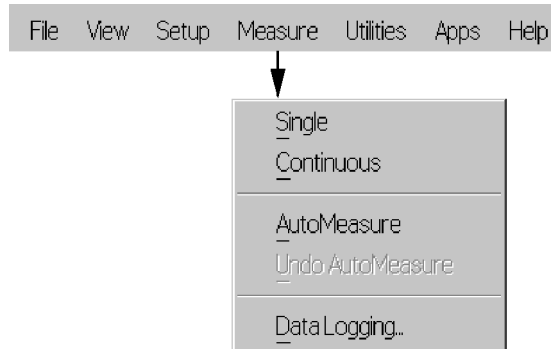 File View Setup Measure Utilities Apps Help
Single
Continuous
AutoMeasure
Undo AutoMeasure
Data Logging...